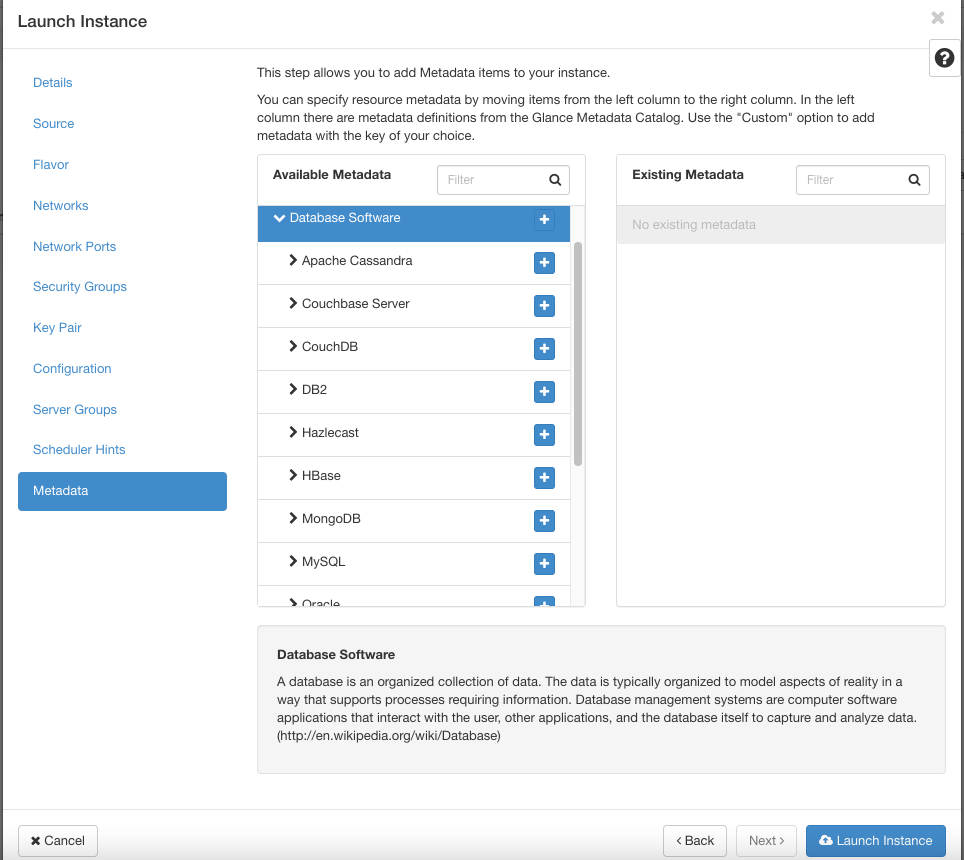 Launch Instance
Details
Source
Flavor
Networks
Network Ports
Security Groups
Key Pair
Configuration
Server Groups
Scheduler Hints
Metadata
This step allows you to add Metadata items to your instance.
You can specify resource metadata by moving items from the left column to the right column. In the left
column there are metadata definitions from the Glance Metadata Catalog. Use the "Custom" option to add
metadata with the key of your choice.
Available Metadata
Filter
Database Software
Apache Cassandra
Couchbase Server
CouchDB
DB2
Hazlecast
HBase
MongoDB
MySQL
Oracle
Existing Metadata
Filter
No existing metadata
Database Software
A database is an organized collection of data. The data is typically organized to model aspects of reality in a
way that supports processes requiring information. Database management systems are computer software
applications that interact with the user, other applications, and the database itself to capture and analyze data.
(http://en.wikipedia.org/wiki/Database)
Cancel
Back
Next
Launch Instance